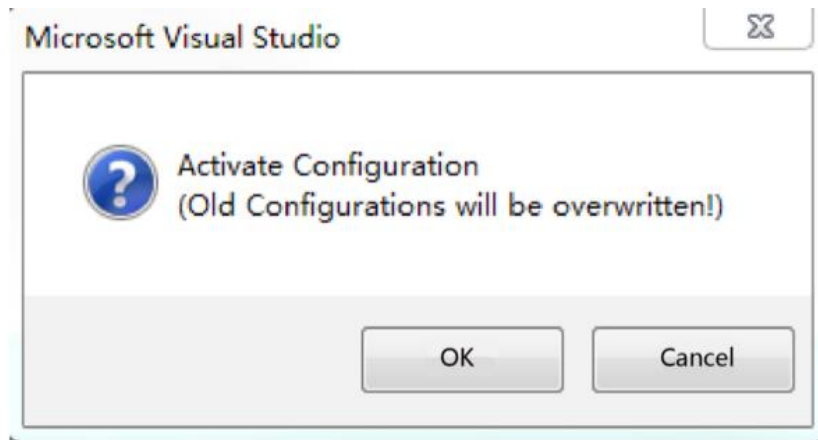 Microsoft Visual Studio
Activate Configuration
(Old Configurations will be overwritten!)
OK
Cancel